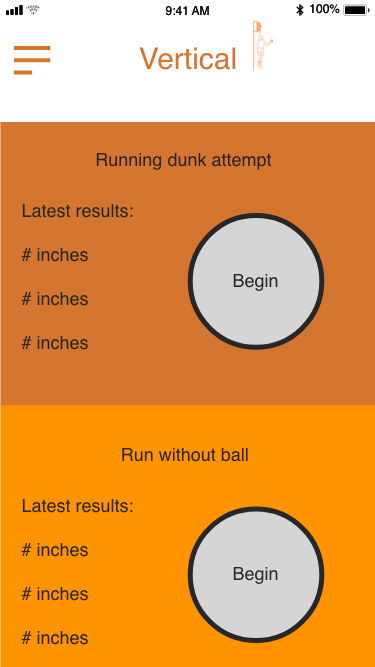 9:41 AM
100%
Vertical
Running dunk attempt
Latest results:
# inches
# inches
# inches
Begin
Run without ball
Latest results:
# inches
# inches
# inches
Begin